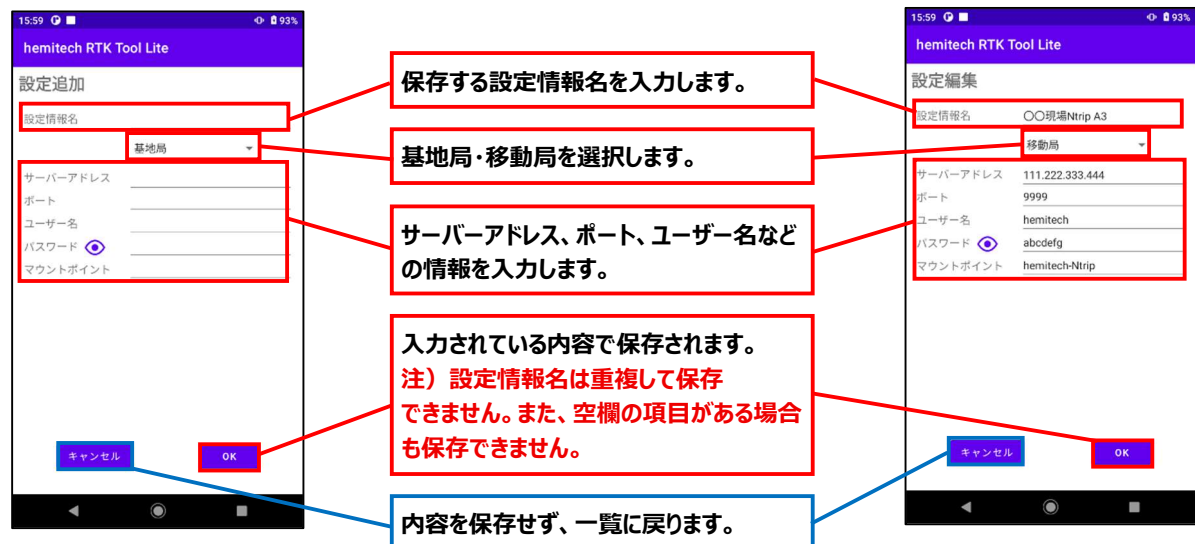 15:59 93%
hemitech RTK Tool Lite
設定追加
設定情報名
基地局
サーバーアドレス
ポート
ユーザー名
パスワード
マウントポイント
キャンセル OK
保存する設定情報名を入力します。
基地局・移動局を選択します。
サーバーアドレス、ポート、ユーザー名など
の情報を入力します。
入力されている内容で保存されます。
注）設定情報名は重複して保存
できません。また、空欄の項目がある場合
も保存できません。
内容を保存せず、一覧に戻ります。
15:59 93%
hemitech RTK Tool Lite
設定編集
設定情報名 〇〇現場Ntrip A3
移動局
サーバーアドレス 111.222.333.444
ポート 9999
ユーザー名 hemitech
パスワード abcdefg
マウントポイント hemitech-Ntrip
キャンセル OK